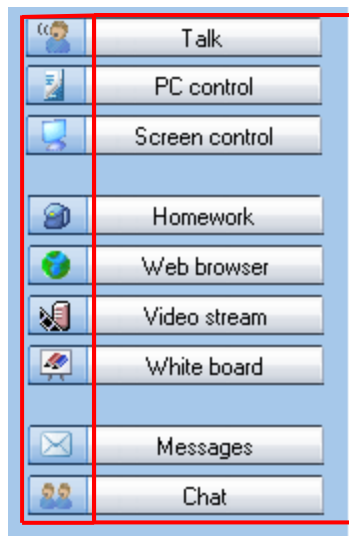 Talk
PC control
Screen control
Homework
Web browser
Video stream
White board
Messages
Chat